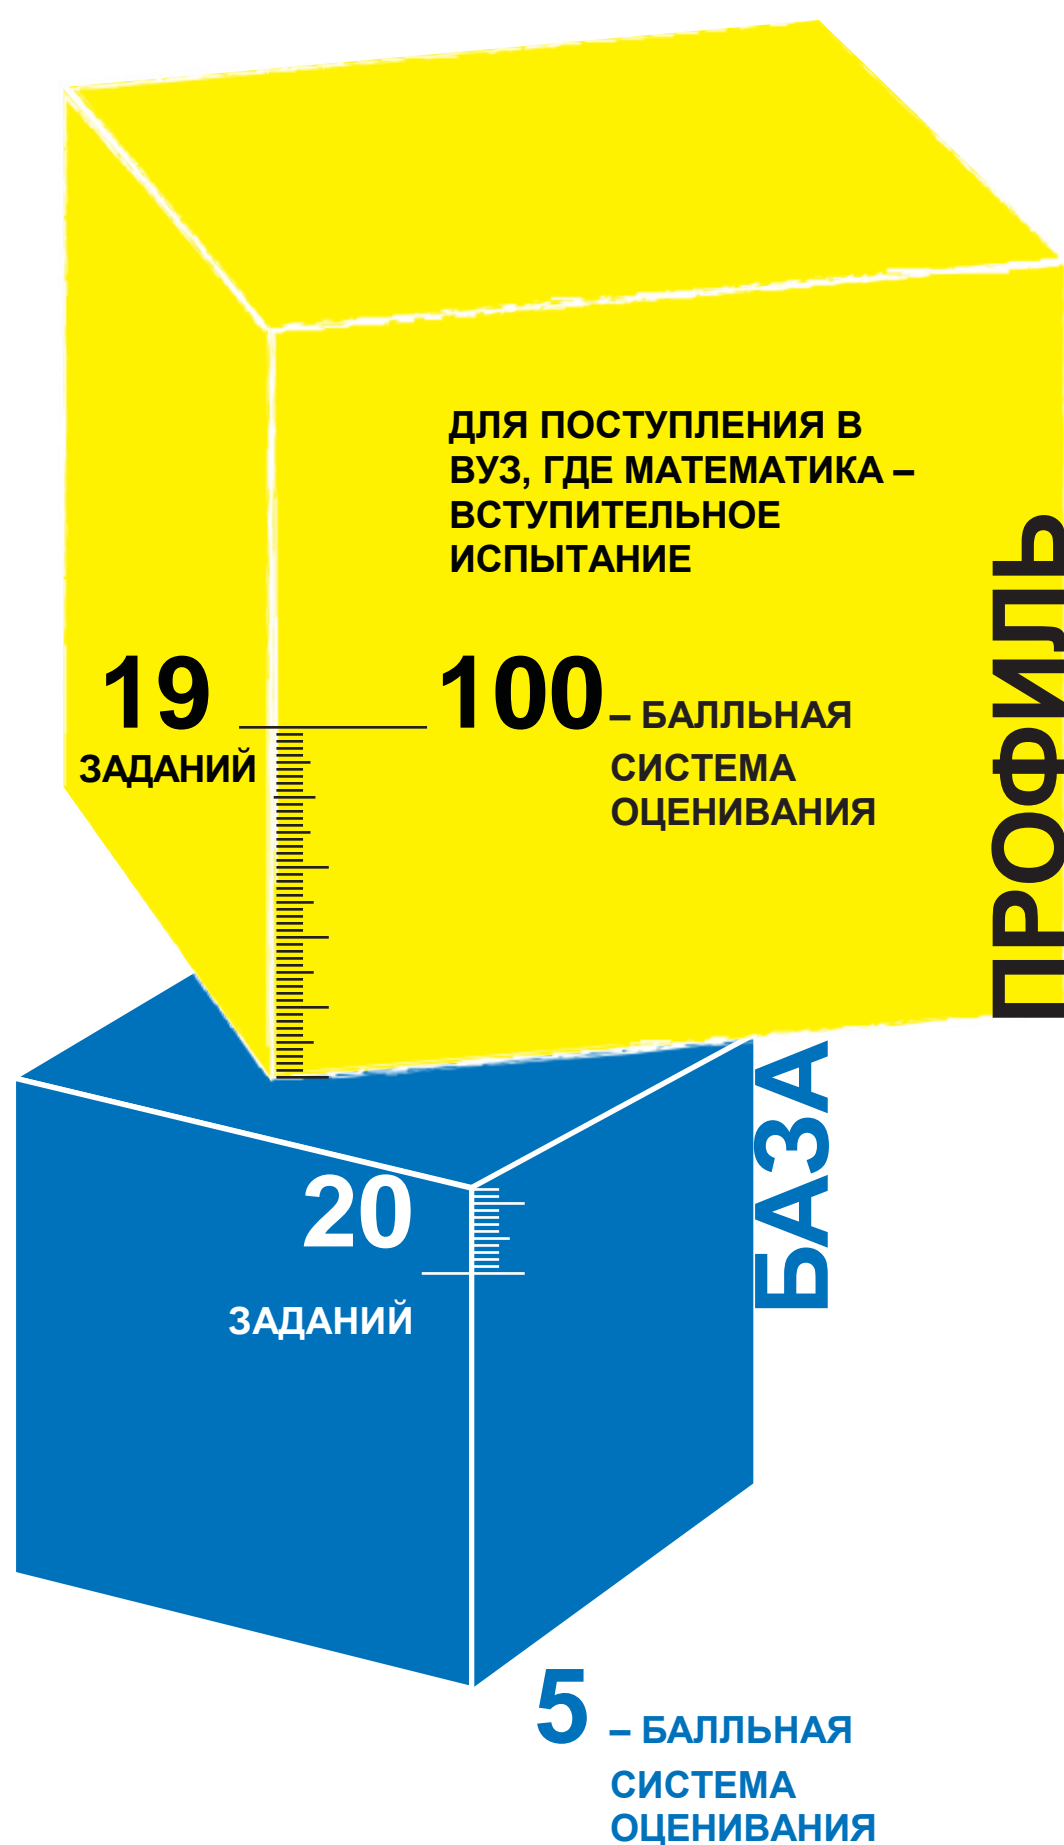 ДЛЯ ПОСТУПЛЕНИЯ В
ВУЗ, ГДЕ МАТЕМАТИКА –
ВСТУПИТЕЛЬНОЕ
ИСПЫТАНИЕ
ПРОФИЛЬ
19
ЗАДАНИЙ
100 – БАЛЛЬНАЯ
СИСТЕМА
ОЦЕНИВАНИЯ
БАЗА
20
ЗАДАНИЙ
5 – БАЛЛЬНАЯ
СИСТЕМА
ОЦЕНИВАНИЯ